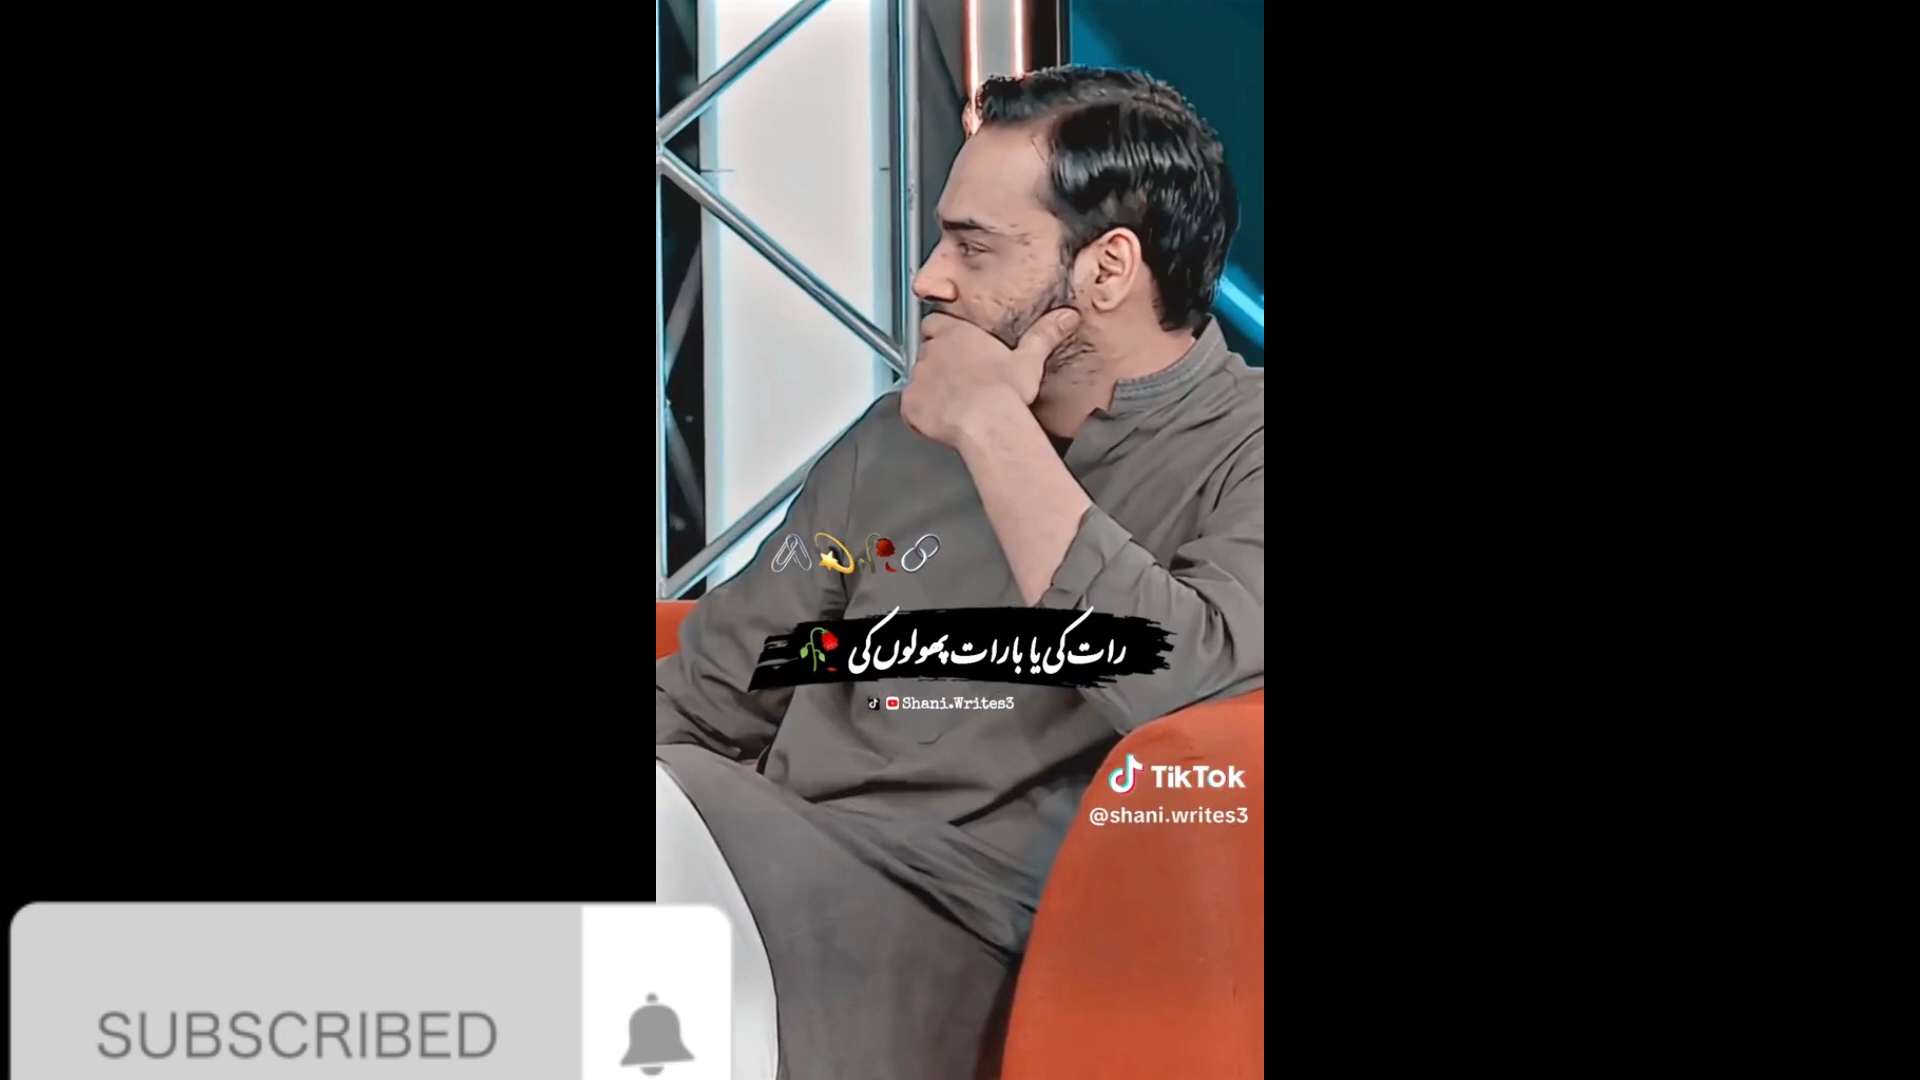 رات کی یا بارات پھولوں کی
Shani.Writes3
TikTok
@shani.writes3
SUBSCRIBED